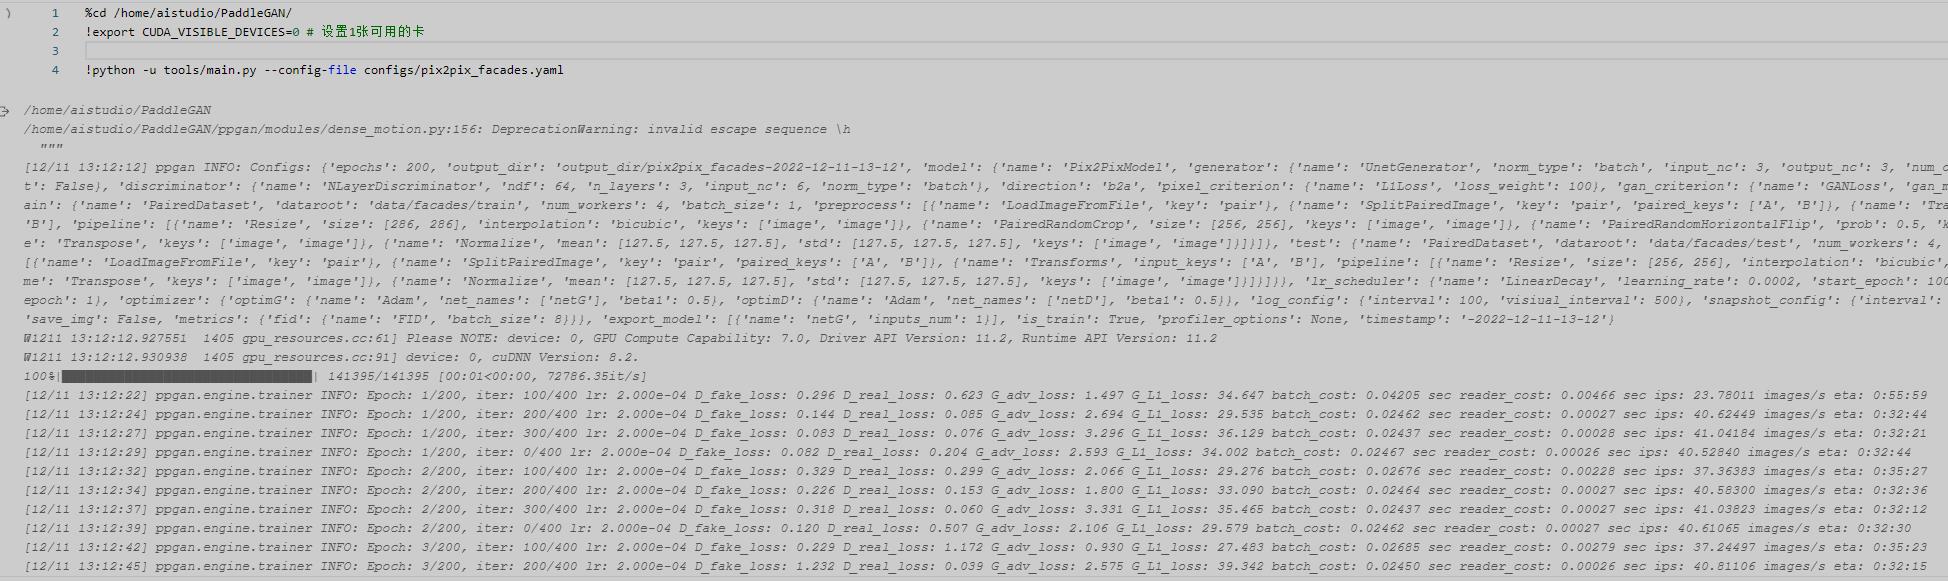 1 %cd /home/aistudio/PaddleGAN/
2 !export CUDA_VISIBLE_DEVICES=0 # 设置1张可用的卡
3
4 !python -u tools/main.py --config-file configs/pix2pix_facades.yaml
/home/aistudio/PaddleGAN
/home/aistudio/PaddleGAN/ppgan/modules/dense_motion.py:156: DeprecationWarning: invalid escape sequence \h
"""
[12/11 13:12:12] ppgan INFO: Configs: {'epochs': 200, 'output_dir': 'output_dir/pix2pix_facades-2022-12-11-13-12', 'model': {'name': 'Pix2PixModel', 'generator': {'name': 'UnetGenerator', 'norm_type': 'batch', 'input_nc': 3, 'output_nc': 3, 'num_
t': False}, 'discriminator': {'name': 'NLayerDiscriminator', 'ndf': 64, 'n_layers': 3, 'input_nc': 6, 'norm_type': 'batch'}, 'direction': 'b2a', 'pixel_criterion': {'name': 'L1Loss', 'loss_weight': 100}, 'gan_criterion': {'name': 'GANLoss', 'gan_m
ain': {'name': 'PairedDataset', 'dataroot': 'data/facades/train', 'num_workers': 4, 'batch_size': 1, 'preprocess': [{'name': 'LoadImageFromFile', 'key': 'pair'}, {'name': 'SplitPairedImage', 'key': 'pair', 'paired_keys': ['A', 'B']}, {'name': 'Tra
'B'], 'pipeline': [{'name': 'Resize', 'size': [286, 286], 'interpolation': 'bicubic', 'keys': ['image', 'image']}, {'name': 'PairedRandomCrop', 'size': [256, 256], 'keys': ['image', 'image']}, {'name': 'PairedRandomHorizontalFlip', 'prob': 0.5, 'k
e': 'Transpose', 'keys': ['image', 'image']}, {'name': 'Normalize', 'mean': [127.5, 127.5, 127.5], 'std': [127.5, 127.5, 127.5], 'keys': ['image', 'image']}]}]}, 'test': {'name': 'PairedDataset', 'dataroot': 'data/facades/test', 'num_workers': 4,
[{'name': 'LoadImageFromFile', 'key': 'pair'}, {'name': 'SplitPairedImage', 'key': 'pair', 'paired_keys': ['A', 'B']}, {'name': 'Transforms', 'input_keys': ['A', 'B'], 'pipeline': [{'name': 'Resize', 'size': [256, 256], 'interpolation': 'bicubic',
me': 'Transpose', 'keys': ['image', 'image']}, {'name': 'Normalize', 'mean': [127.5, 127.5, 127.5], 'std': [127.5, 127.5, 127.5], 'keys': ['image', 'image']}]}]}}, 'lr_scheduler': {'name': 'LinearDecay', 'learning_rate': 0.0002, 'start_epoch': 100
epoch': 1}, 'optimizer': {'optimG': {'name': 'Adam', 'net_names': ['netG'], 'beta1': 0.5}, 'optimD': {'name': 'Adam', 'net_names': ['netD'], 'beta1': 0.5}}, 'log_config': {'interval': 100, 'visiual_interval': 500}, 'snapshot_config': {'interval':
'save_img': False, 'metrics': {'fid': {'name': 'FID', 'batch_size': 8}}}, 'export_model': [{'name': 'netG', 'inputs_num': 1}], 'is_train': True, 'profiler_options': None, 'timestamp': '-2022-12-11-13-12'}
W1211 13:12:12.927551  1405 gpu_resources.cc:61] Please NOTE: device: 0, GPU Compute Capability: 7.0, Driver API Version: 11.2, Runtime API Version: 11.2
W1211 13:12:12.930938  1405 gpu_resources.cc:91] device: 0, cuDNN Version: 8.2.
100%| | 141395/141395 [00:01<00:00, 72786.35it/s]
[12/11 13:12:22] ppgan.engine.trainer INFO: Epoch: 1/200, iter: 100/400 lr: 2.000e-04 D_fake_loss: 0.296 D_real_loss: 0.623 G_adv_loss: 1.497 G_L1_loss: 34.647 batch_cost: 0.04205 sec reader_cost: 0.00466 sec ips: 23.78011 images/s eta: 0:55:59
[12/11 13:12:24] ppgan.engine.trainer INFO: Epoch: 1/200, iter: 200/400 lr: 2.000e-04 D_fake_loss: 0.144 D_real_loss: 0.085 G_adv_loss: 2.694 G_L1_loss: 29.535 batch_cost: 0.02462 sec reader_cost: 0.00027 sec ips: 40.62449 images/s eta: 0:32:44
[12/11 13:12:27] ppgan.engine.trainer INFO: Epoch: 1/200, iter: 300/400 lr: 2.000e-04 D_fake_loss: 0.083 D_real_loss: 0.076 G_adv_loss: 3.296 G_L1_loss: 36.129 batch_cost: 0.02437 sec reader_cost: 0.00028 sec ips: 41.04184 images/s eta: 0:32:21
[12/11 13:12:29] ppgan.engine.trainer INFO: Epoch: 1/200, iter: 0/400 lr: 2.000e-04 D_fake_loss: 0.082 D_real_loss: 0.204 G_adv_loss: 2.593 G_L1_loss: 34.002 batch_cost: 0.02467 sec reader_cost: 0.00026 sec ips: 40.52840 images/s eta: 0:32:44
[12/11 13:12:32] ppgan.engine.trainer INFO: Epoch: 2/200, iter: 100/400 lr: 2.000e-04 D_fake_loss: 0.329 D_real_loss: 0.299 G_adv_loss: 2.066 G_L1_loss: 29.276 batch_cost: 0.02676 sec reader_cost: 0.00228 sec ips: 37.36383 images/s eta: 0:35:27
[12/11 13:12:34] ppgan.engine.trainer INFO: Epoch: 2/200, iter: 200/400 lr: 2.000e-04 D_fake_loss: 0.226 D_real_loss: 0.153 G_adv_loss: 1.800 G_L1_loss: 33.090 batch_cost: 0.02464 sec reader_cost: 0.00027 sec ips: 40.58300 images/s eta: 0:32:36
[12/11 13:12:37] ppgan.engine.trainer INFO: Epoch: 2/200, iter: 300/400 lr: 2.000e-04 D_fake_loss: 0.318 D_real_loss: 0.060 G_adv_loss: 3.331 G_L1_loss: 35.465 batch_cost: 0.02437 sec reader_cost: 0.00027 sec ips: 41.03823 images/s eta: 0:32:12
[12/11 13:12:39] ppgan.engine.trainer INFO: Epoch: 2/200, iter: 0/400 lr: 2.000e-04 D_fake_loss: 0.120 D_real_loss: 0.507 G_adv_loss: 2.106 G_L1_loss: 29.579 batch_cost: 0.02462 sec reader_cost: 0.00027 sec ips: 40.61065 images/s eta: 0:32:30
[12/11 13:12:42] ppgan.engine.trainer INFO: Epoch: 3/200, iter: 100/400 lr: 2.000e-04 D_fake_loss: 0.229 D_real_loss: 1.172 G_adv_loss: 0.930 G_L1_loss: 27.483 batch_cost: 0.02685 sec reader_cost: 0.00279 sec ips: 37.24497 images/s eta: 0:35:23
[12/11 13:12:45] ppgan.engine.trainer INFO: Epoch: 3/200, iter: 200/400 lr: 2.000e-04 D_fake_loss: 1.232 D_real_loss: 0.039 G_adv_loss: 2.575 G_L1_loss: 39.342 batch_cost: 0.02450 sec reader_cost: 0.00026 sec ips: 40.81106 images/s eta: 0:32:15